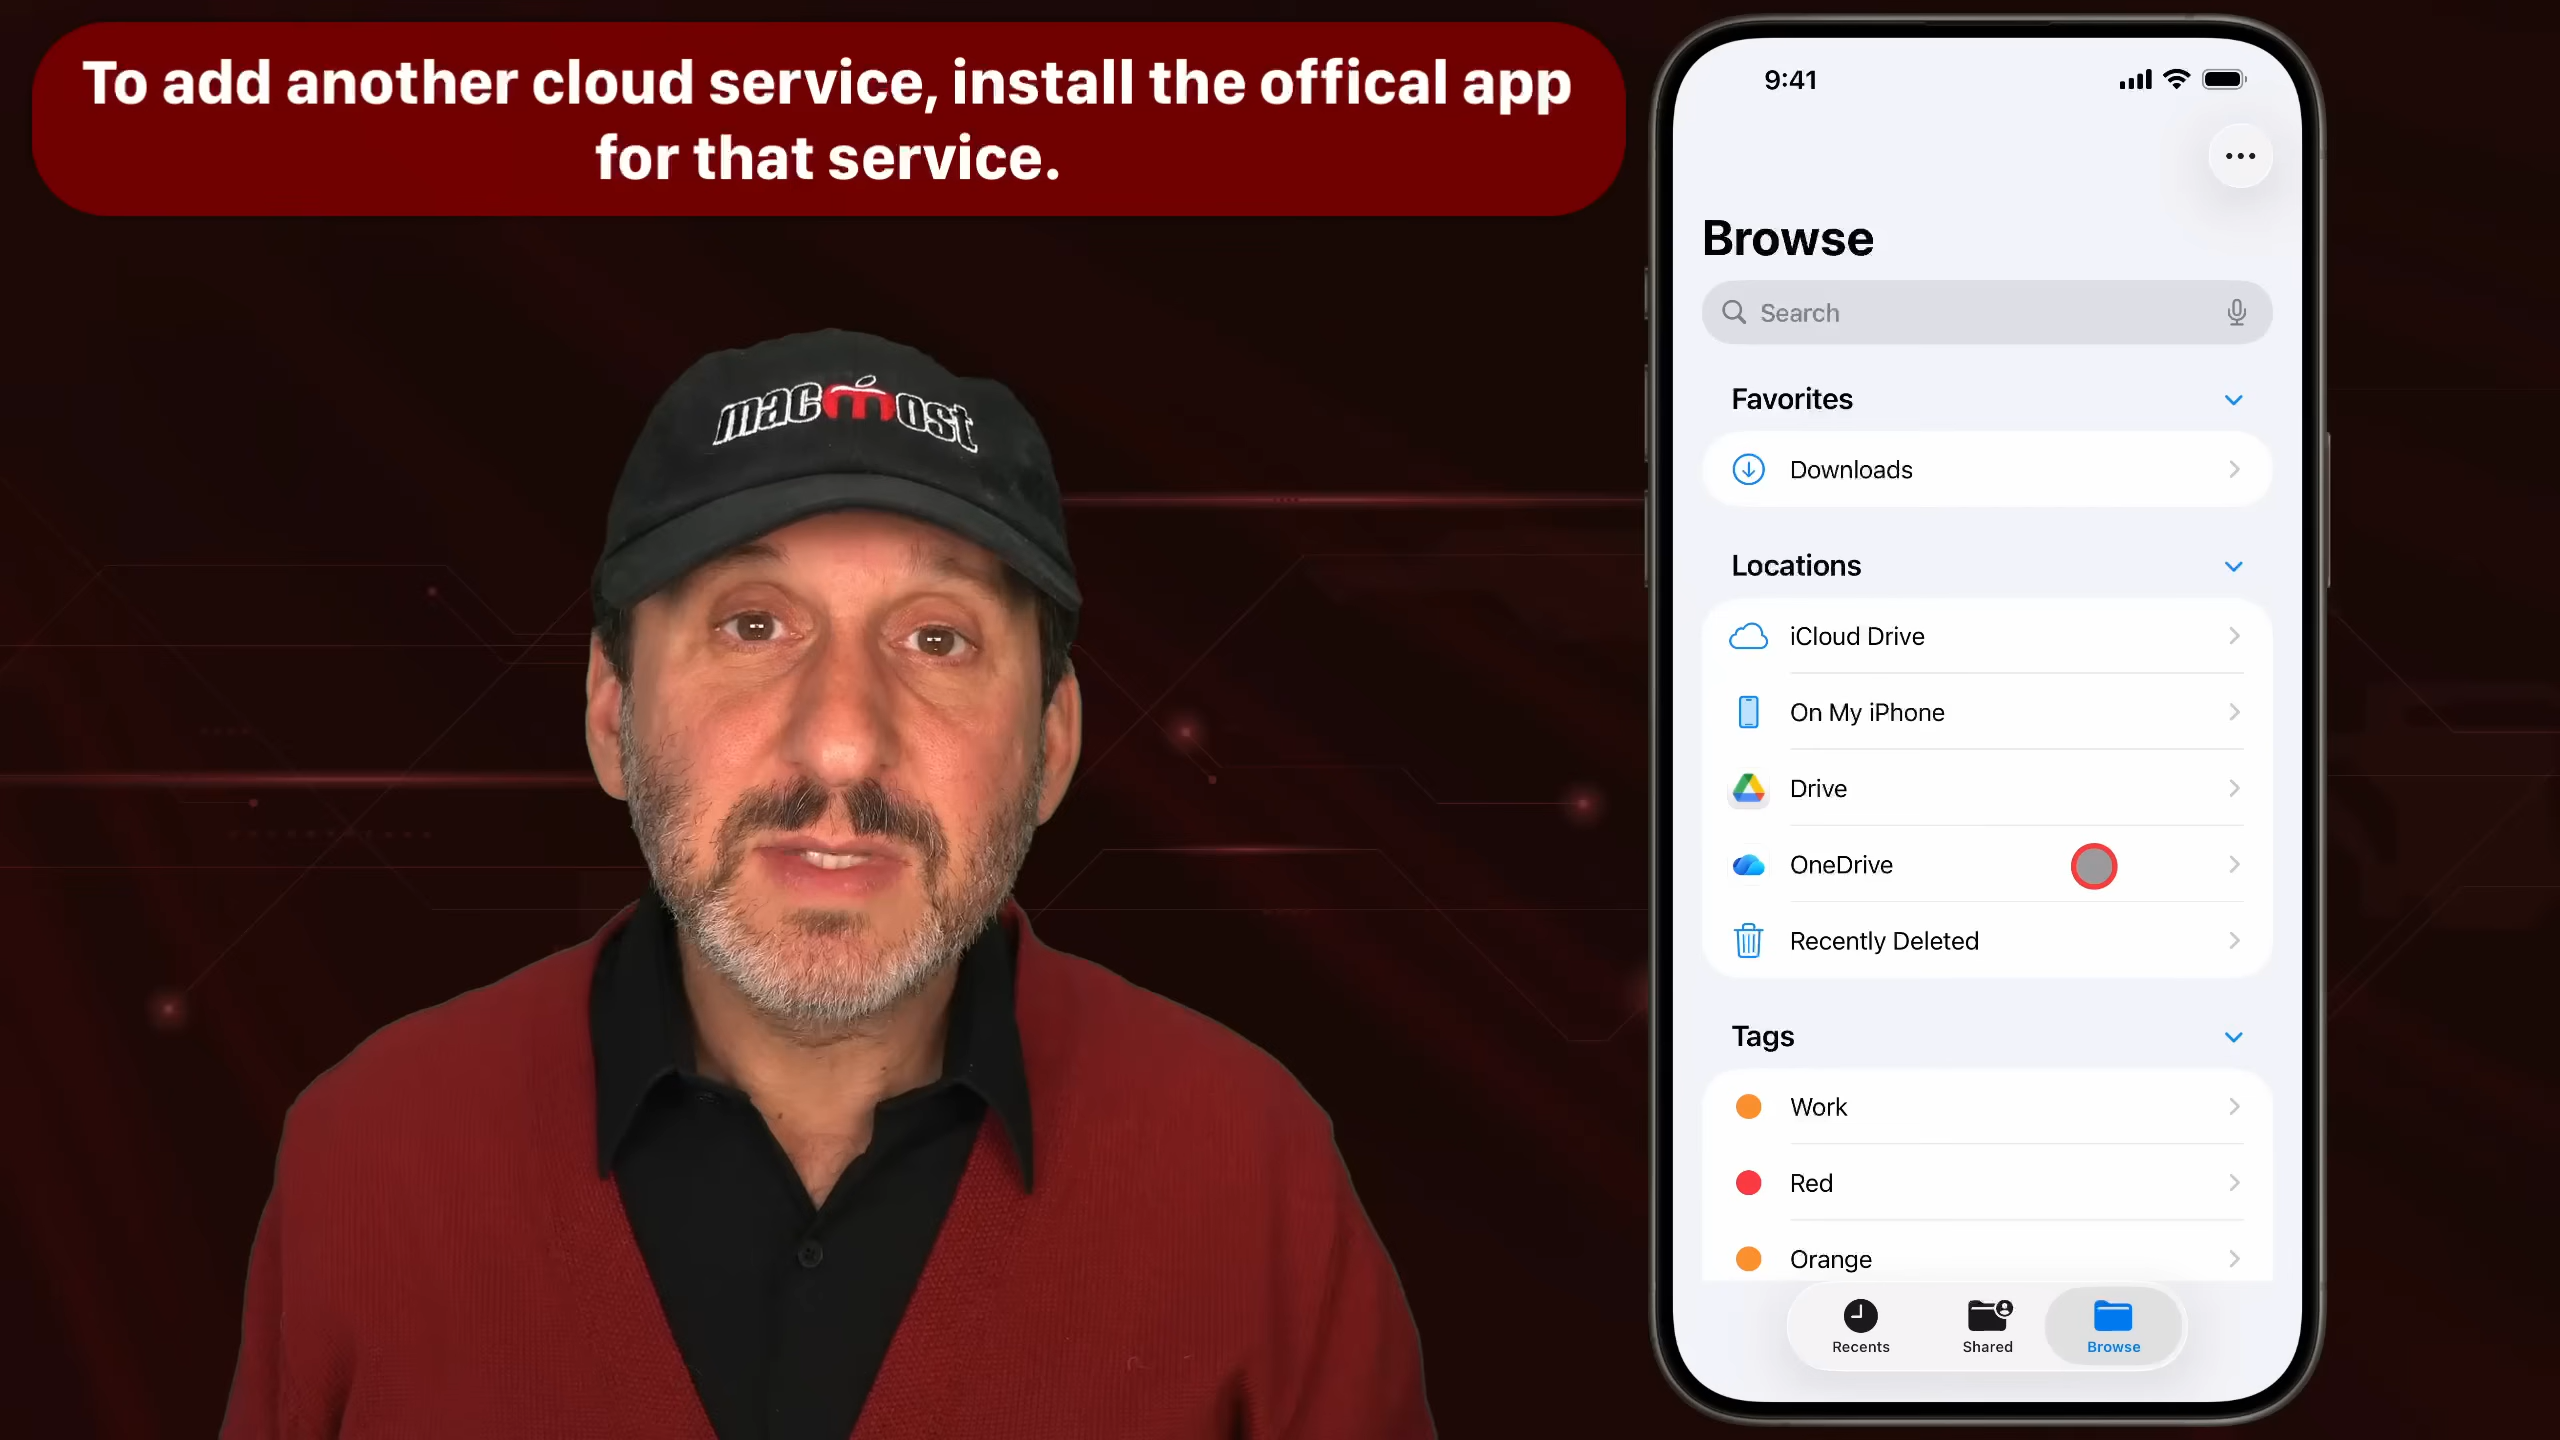 To add another cloud service, install the offical app
for that service.
macmost
9:41
Browse
Search
Favorites
Downloads
Locations
iCloud Drive
On My iPhone
Drive
OneDrive
Recently Deleted
Tags
Work
Red
Orange
Recents
Shared
Browse